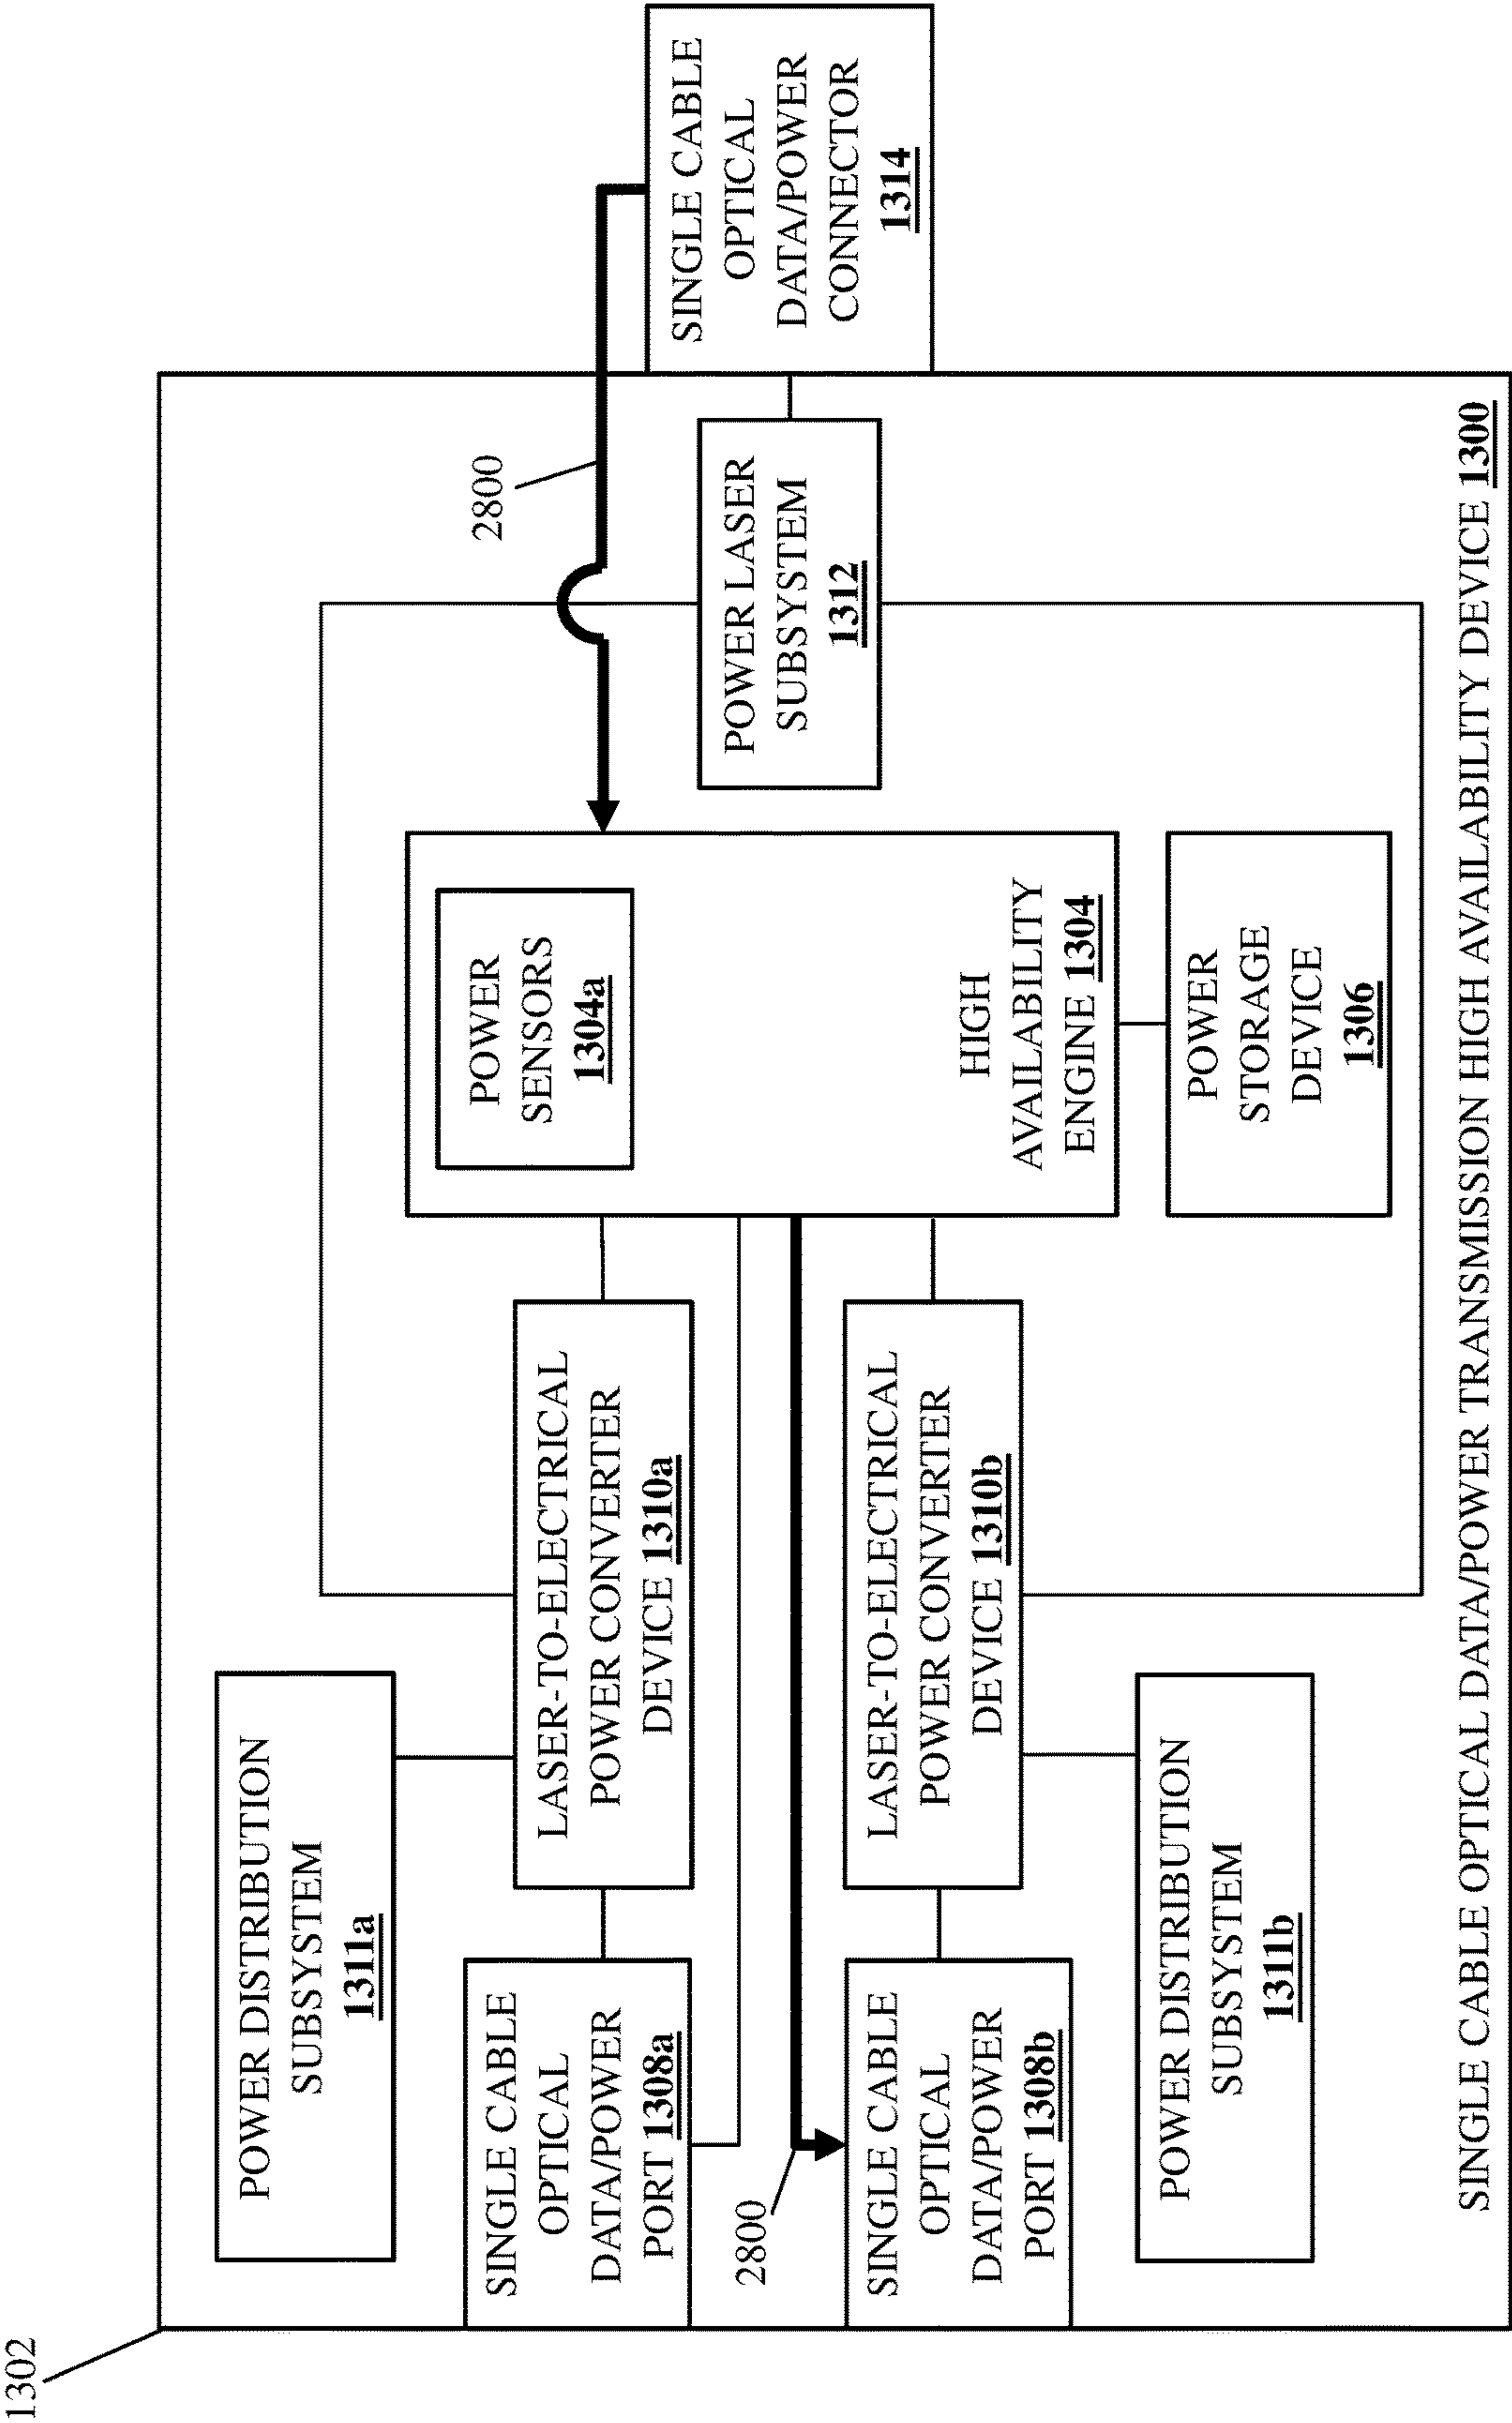 1302
POWER DISTRIBUTION
SUBSYSTEM
1311a
SINGLE CABLE
OPTICAL
DATA/POWER
PORT 1308a
LASER-TO-ELECTRICAL
POWER CONVERTER
DEVICE 1310a
2800
SINGLE CABLE
OPTICAL
DATA/POWER
PORT 1308b
LASER-TO-ELECTRICAL
POWER CONVERTER
DEVICE 1310b
POWER DISTRIBUTION
SUBSYSTEM
1311b
POWER
SENSORS
1304a
HIGH
AVAILABILITY
ENGINE 1304
POWER
STORAGE
DEVICE
1306
2800
POWER LASER
SUBSYSTEM
1312
SINGLE CABLE
OPTICAL
DATA/POWER
CONNECTOR
1314
SINGLE CABLE OPTICAL DATA/POWER TRANSMISSION HIGH AVAILABILITY DEVICE 1300